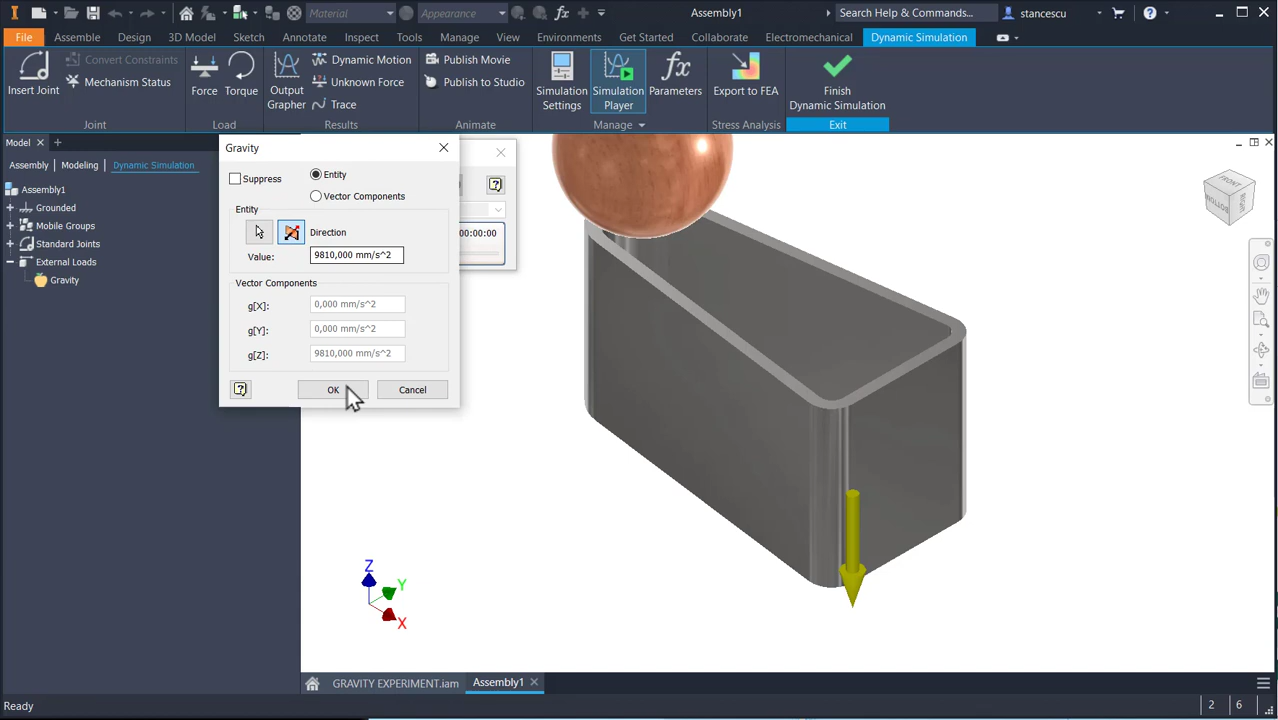 Material
Appearance
Assembly1
Search Help & Commands...
stancescu
File
Assemble
Design
3D Model
Sketch
Annotate
Inspect
Tools
Manage
View
Environments
Get Started
Collaborate
Electromechanical
Dynamic Simulation
Insert Joint
Convert Constraints
Mechanism Status
Joint
Force
Torque
Load
Output
Grapher
Dynamic Motion
Unknown Force
Trace
Results
Publish Movie
Publish to Studio
Animate
Simulation
Settings
Simulation
Player
Parameters
Manage
Export to FEA
Stress Analysis
Finish
Dynamic Simulation
Exit
Model
Assembly
Modeling
Dynamic Simulation
Assembly1
Grounded
Mobile Groups
Standard Joints
External Loads
Gravity
Gravity
Suppress
Entity
Vector Components
Entity
Direction
Value: 9810,000 mm/s^2
Vector Components
g[X]: 0,000 mm/s^2
g[Y]: 0,000 mm/s^2
g[Z]: 9810,000 mm/s^2
OK
Cancel
00:00:00
FRONT
RIGHT
BOTTOM
Z
Y
X
GRAVITY EXPERIMENT.iam
Assembly1
Ready
2
6